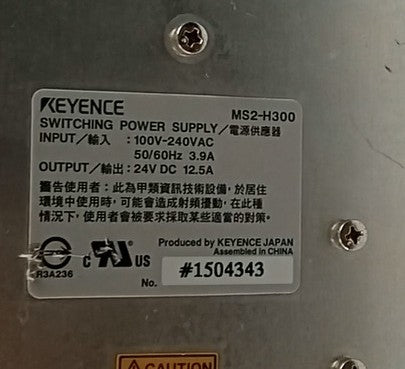 KEYENCE MS2-H300
SWITCHING POWER SUPPLY/電源供應器
INPUT/輸入 : 100V-240VAC
50/60Hz 3.9A
OUTPUT/輸出: 24V DC 12.5A
警告使用者: 此為甲類資訊技術設備, 於居住
環境中使用時, 可能會造成射頻擾動, 在此種
情況下, 使用者會被要求採取某些適當的對策。
Produced by KEYENCE JAPAN
Assembled in CHINA
R3A236
c US
No. #1504343
CAUTION